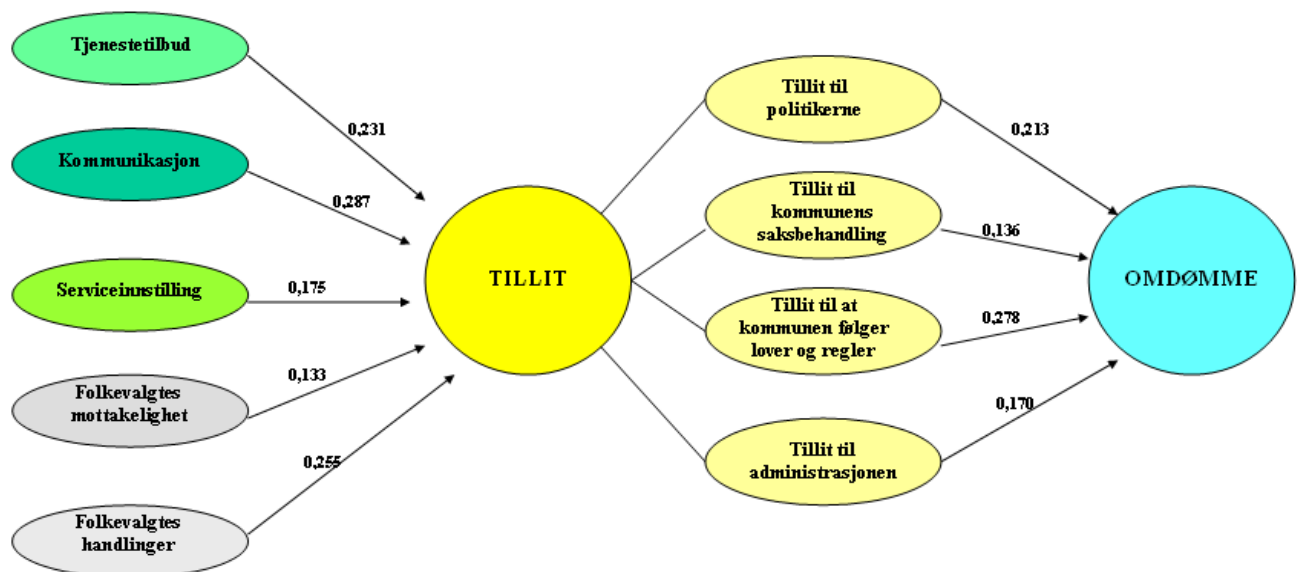 Tjenestetilbud
0,231
Kommunikasjon
0,287
Serviceinnstilling
0,175
Folkevalgtes
mottakelighet
0,133
Folkevalgtes
handlinger
0,255
TILLIT
Tillit til
politikerne
0,213
Tillit til
kommunens
saksbehandling
0,136
Tillit til at
kommunen følger
lover og regler
0,278
Tillit til
administrasjonen
0,170
OMDØMME